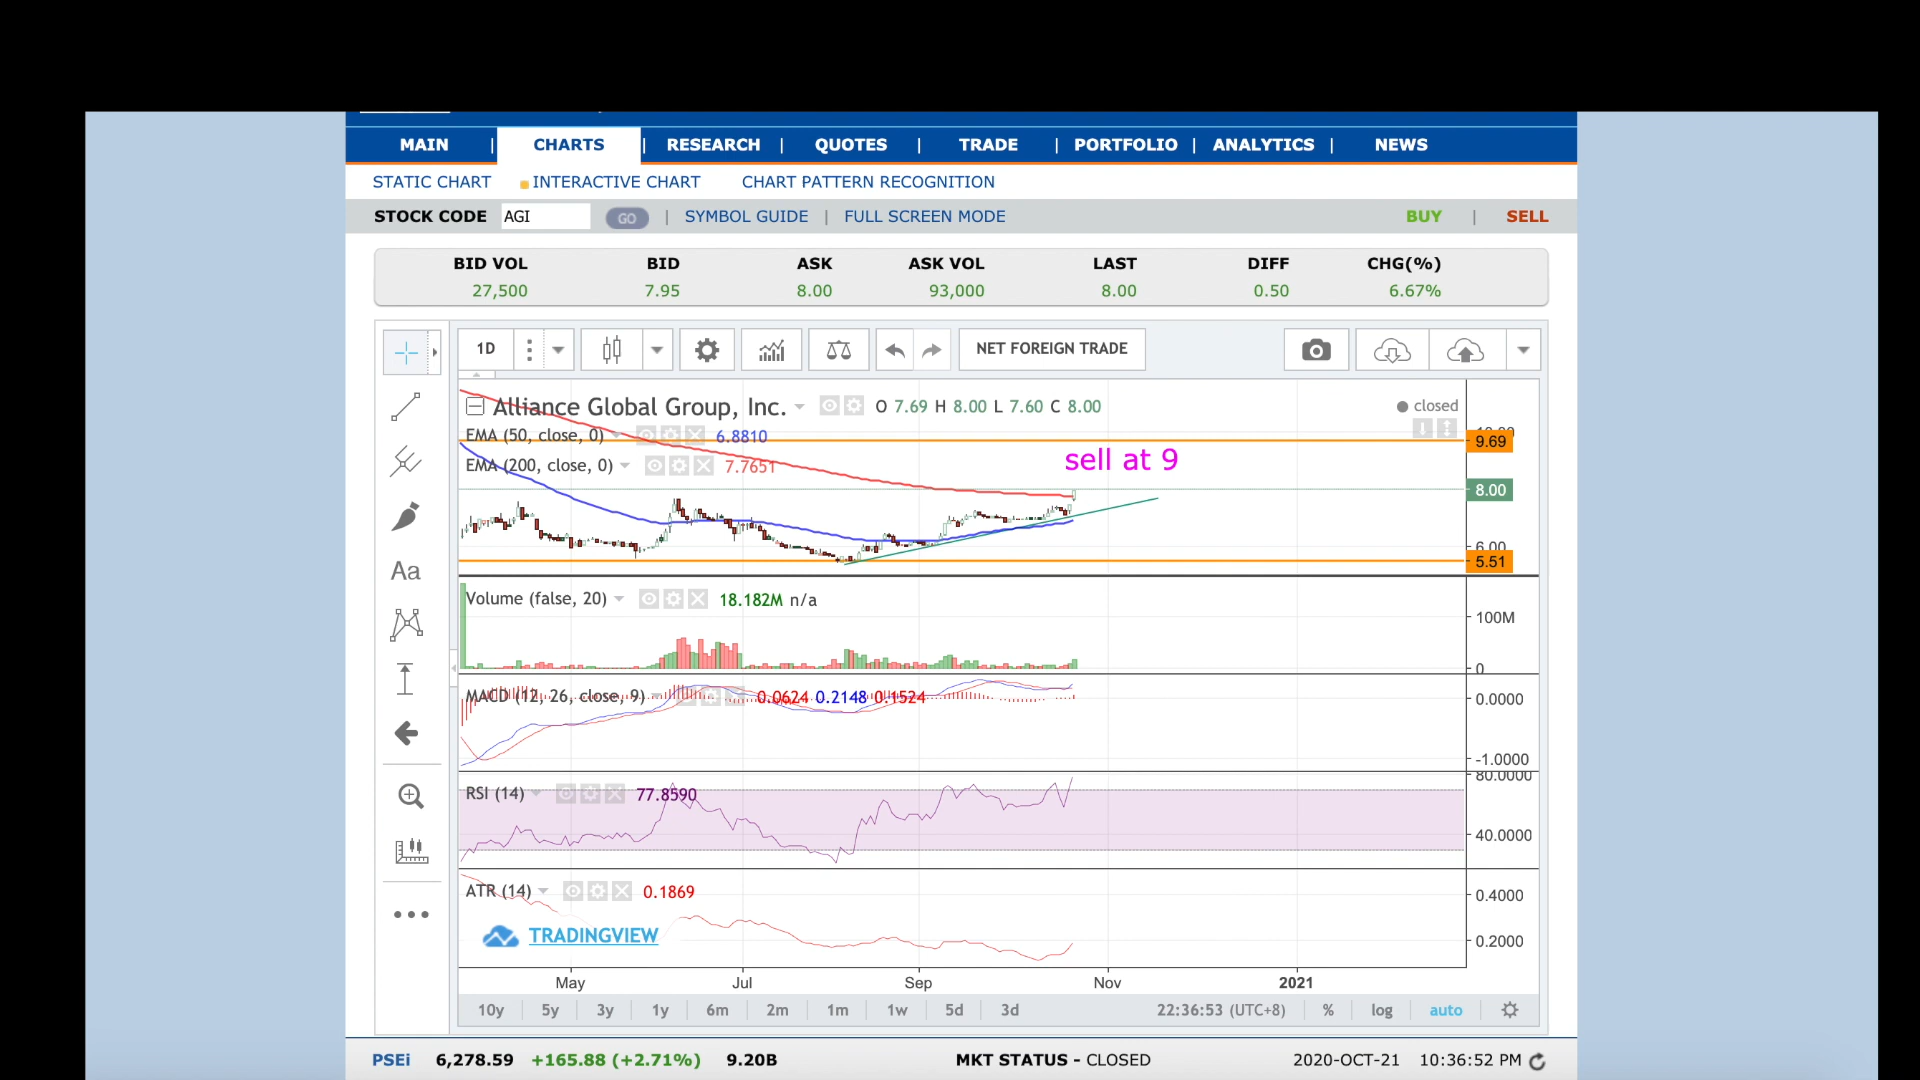 MAIN | CHARTS | RESEARCH | QUOTES | TRADE | PORTFOLIO | ANALYTICS | NEWS
STATIC CHART INTERACTIVE CHART CHART PATTERN RECOGNITION
STOCK CODE AGI GO | SYMBOL GUIDE | FULL SCREEN MODE BUY | SELL
BID VOL BID ASK ASK VOL LAST DIFF CHG(%)
27,500 7.95 8.00 93,000 8.00 0.50 6.67%
1D NET FOREIGN TRADE
Alliance Global Group, Inc. O 7.69 H 8.00 L 7.60 C 8.00 closed
EMA (50, close, 0) 6.8810 9.69
sell at 9
EMA (200, close, 0) 7.7651
8.00
6.00
5.51
Aa
Volume (false, 20) 18.182M n/a
100M
0
MACD (12, 26, close, 9) 0.0624 0.2148 0.1524 0.0000
-1.0000
80.0000
RSI (14) 77.8590
40.0000
ATR (14) 0.1869 0.4000
TRADINGVIEW 0.2000
May Jul Sep Nov 2021
10y 5y 3y 1y 6m 2m 1m 1w 5d 3d 22:36:53 (UTC+8) % log auto
PSEi 6,278.59 +165.88 (+2.71%) 9.20B MKT STATUS - CLOSED 2020-OCT-21 10:36:52 PM